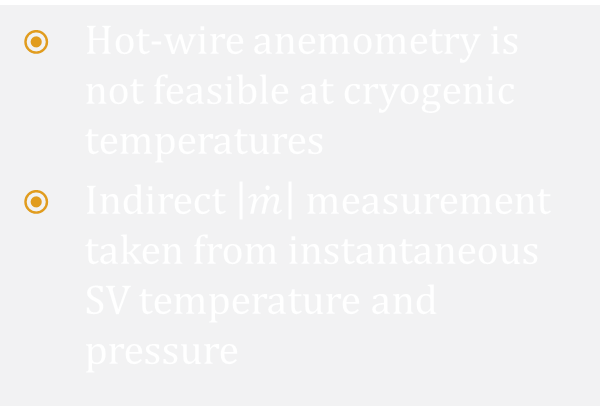 Hot-wire anemometry is
not feasible at cryogenic
temperatures
Indirect |ṁ| measurement
taken from instantaneous
SV temperature and
pressure